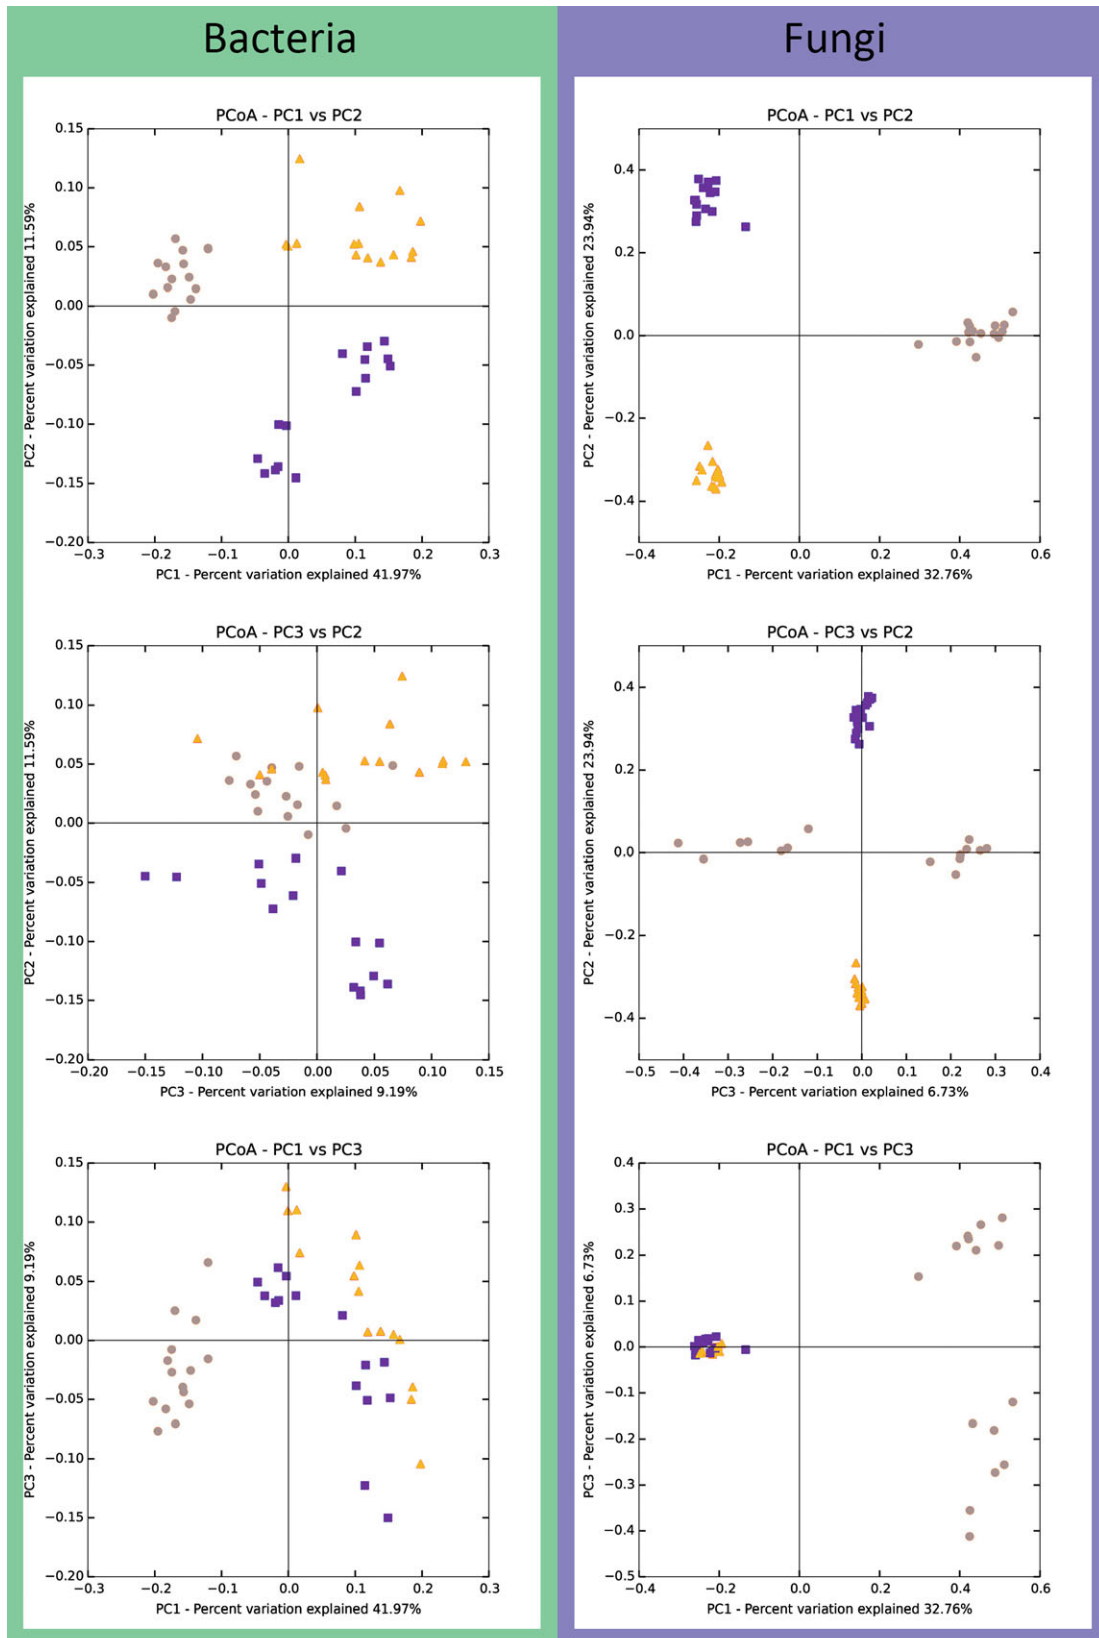 Bacteria
PCoA - PC1 vs PC2
0.15
0.10
0.05
0.00
−0.05
−0.10
−0.15
−0.20
PC2 - Percent variation explained 11.59%
−0.3 −0.2 −0.1 0.0 0.1 0.2 0.3
PC1 - Percent variation explained 41.97%
PCoA - PC3 vs PC2
0.15
0.10
0.05
0.00
−0.05
−0.10
−0.15
−0.20
PC2 - Percent variation explained 11.59%
−0.20 −0.15 −0.10 −0.05 0.00 0.05 0.10 0.15
PC3 - Percent variation explained 9.19%
PCoA - PC1 vs PC3
0.15
0.10
0.05
0.00
−0.05
−0.10
−0.15
−0.20
PC3 - Percent variation explained 9.19%
−0.3 −0.2 −0.1 0.0 0.1 0.2 0.3
PC1 - Percent variation explained 41.97%
Fungi
PCoA - PC1 vs PC2
0.4
0.2
0.0
−0.2
−0.4
PC2 - Percent variation explained 23.94%
−0.4 −0.2 0.0 0.2 0.4 0.6
PC1 - Percent variation explained 32.76%
PCoA - PC3 vs PC2
0.4
0.2
0.0
−0.2
−0.4
PC2 - Percent variation explained 23.94%
−0.5 −0.4 −0.3 −0.2 −0.1 0.0 0.1 0.2 0.3 0.4
PC3 - Percent variation explained 6.73%
PCoA - PC1 vs PC3
0.4
0.3
0.2
0.1
0.0
−0.1
−0.2
−0.3
−0.4
−0.5
PC3 - Percent variation explained 6.73%
−0.4 −0.2 0.0 0.2 0.4 0.6
PC1 - Percent variation explained 32.76%